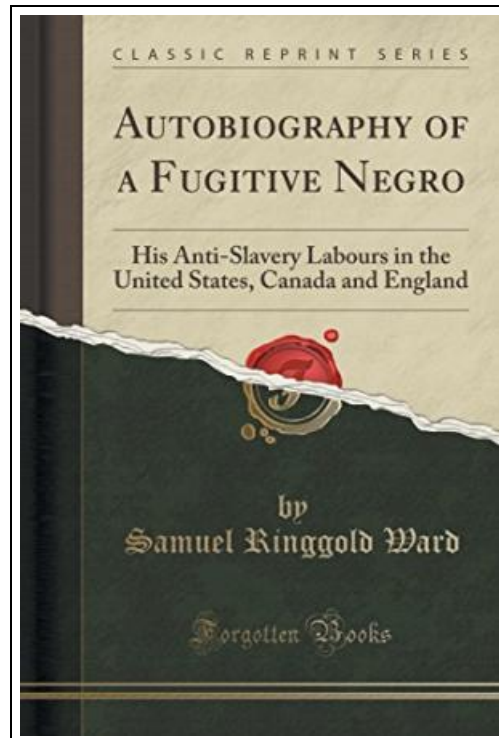 CLASSIC REPRINT SERIES
AUTOBIOGRAPHY OF
A FUGITIVE NEGRO
His Anti-Slavery Labours in the
United States, Canada and England
by
Samuel Ringgold Ward
Forgotten Books